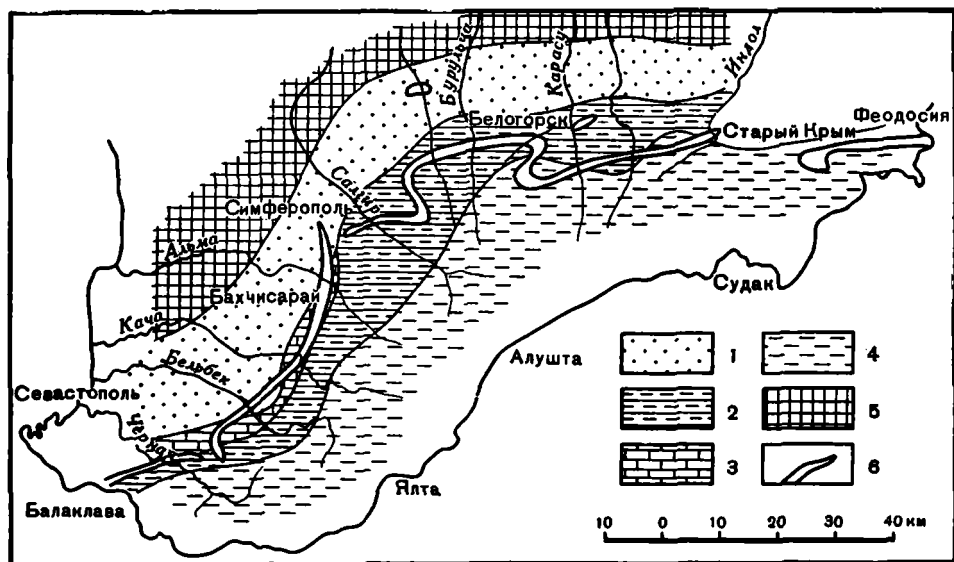 Бурульча
Карасу
Индол
Белогорск
Старый Крым
Феодосия
Салгир
Симферополь
Альма
Бахчисарай
Судак
Кача
Алушта
Бельбек
Севастополь
Черная
Ялта
Балаклава
1
4
2
5
3
6
10 0 10 20 30 40 км